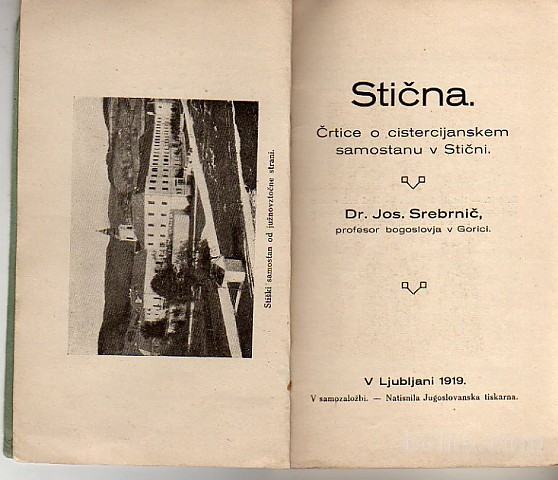 Stiški samostan od južnovztočne strani.
Stična.
Črtice o cistercijanskem
samostanu v Stični.
Dr. Jos. Srebrnič,
profesor bogoslovja v Gorici.
V Ljubljani 1919.
V samozaložbi. — Natisnila Jugoslovanska tiskarna.